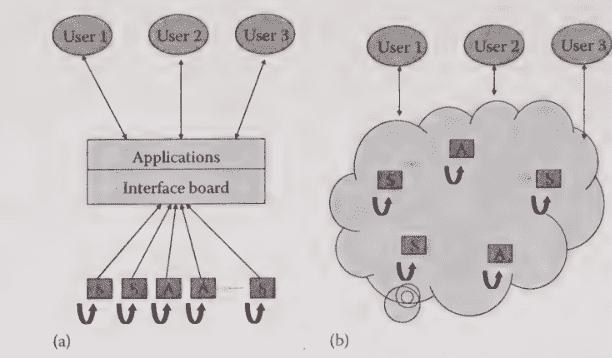 User 1
User 2
User 3
Applications
Interface board
S
S
A
A
S
(a)
User 1
User 2
User 3
A
S
S
S
A
(b)